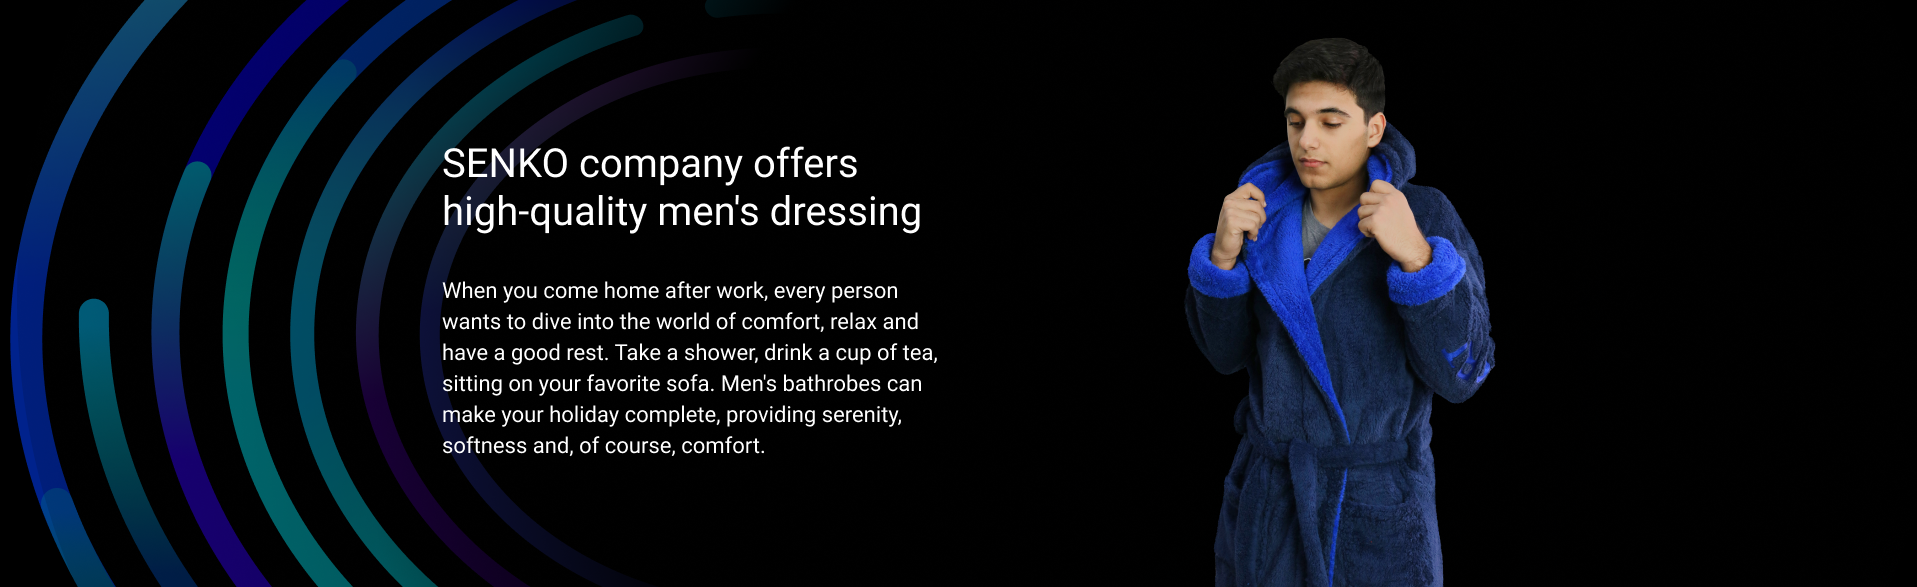 SENKO company offers
high-quality men's dressing
When you come home after work, every person
wants to dive into the world of comfort, relax and
have a good rest. Take a shower, drink a cup of tea,
sitting on your favorite sofa. Men's bathrobes can
make your holiday complete, providing serenity,
softness and, of course, comfort.